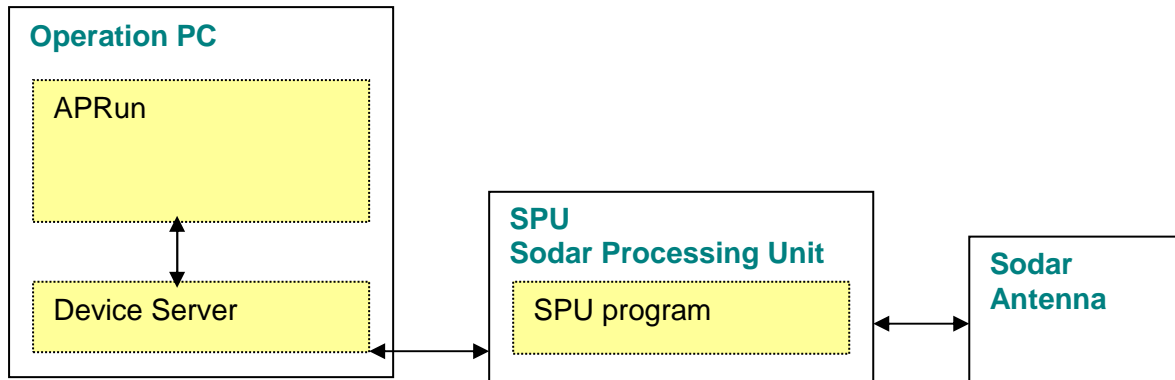 Operation PC
APRun
Device Server
SPU
Sodar Processing Unit
SPU program
Sodar
Antenna